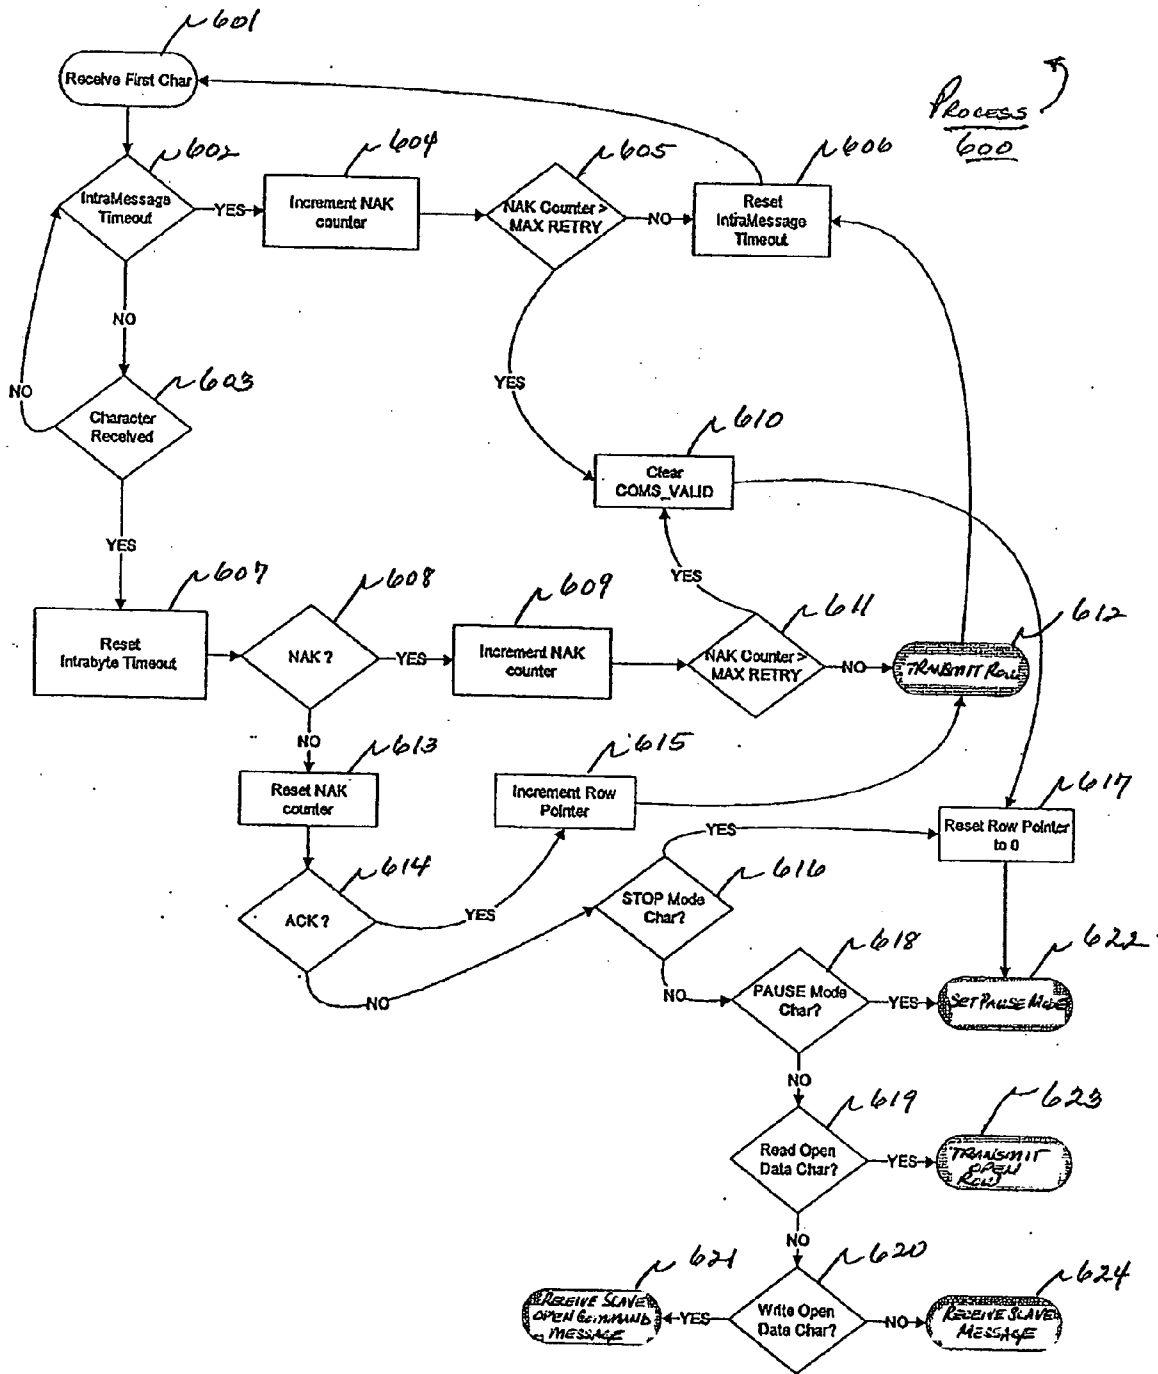 601
Receive First Char
PROCESS
600
602
604
605
606
IntraMessage
Timeout
YES
Increment NAK
counter
NAK Counter >
MAX RETRY
NO
Reset
IntraMessage
Timeout
NO
NO
603
YES
Character
Received
610
Clear
COMS_VALID
YES
607
608
609
YES
611
612
Reset
Intrabyte Timeout
NAK ?
YES
Increment NAK
counter
NAK Counter >
MAX RETRY
NO
TRANSMIT ROW
NO
613
615
617
Reset NAK
counter
Increment Row
Pointer
YES
Reset Row Pointer
to 0
614
616
ACK ?
YES
STOP Mode
Char?
NO
618
622
NO
PAUSE Mode
Char?
YES
SET PAUSE MODE
NO
619
623
Read Open
Data Char?
YES
TRANSMIT
OPEN
ROW
NO
621
620
624
RECEIVE SLAVE
OPEN COMMAND
MESSAGE
YES
Write Open
Data Char?
NO
RECEIVE SLAVE
MESSAGE